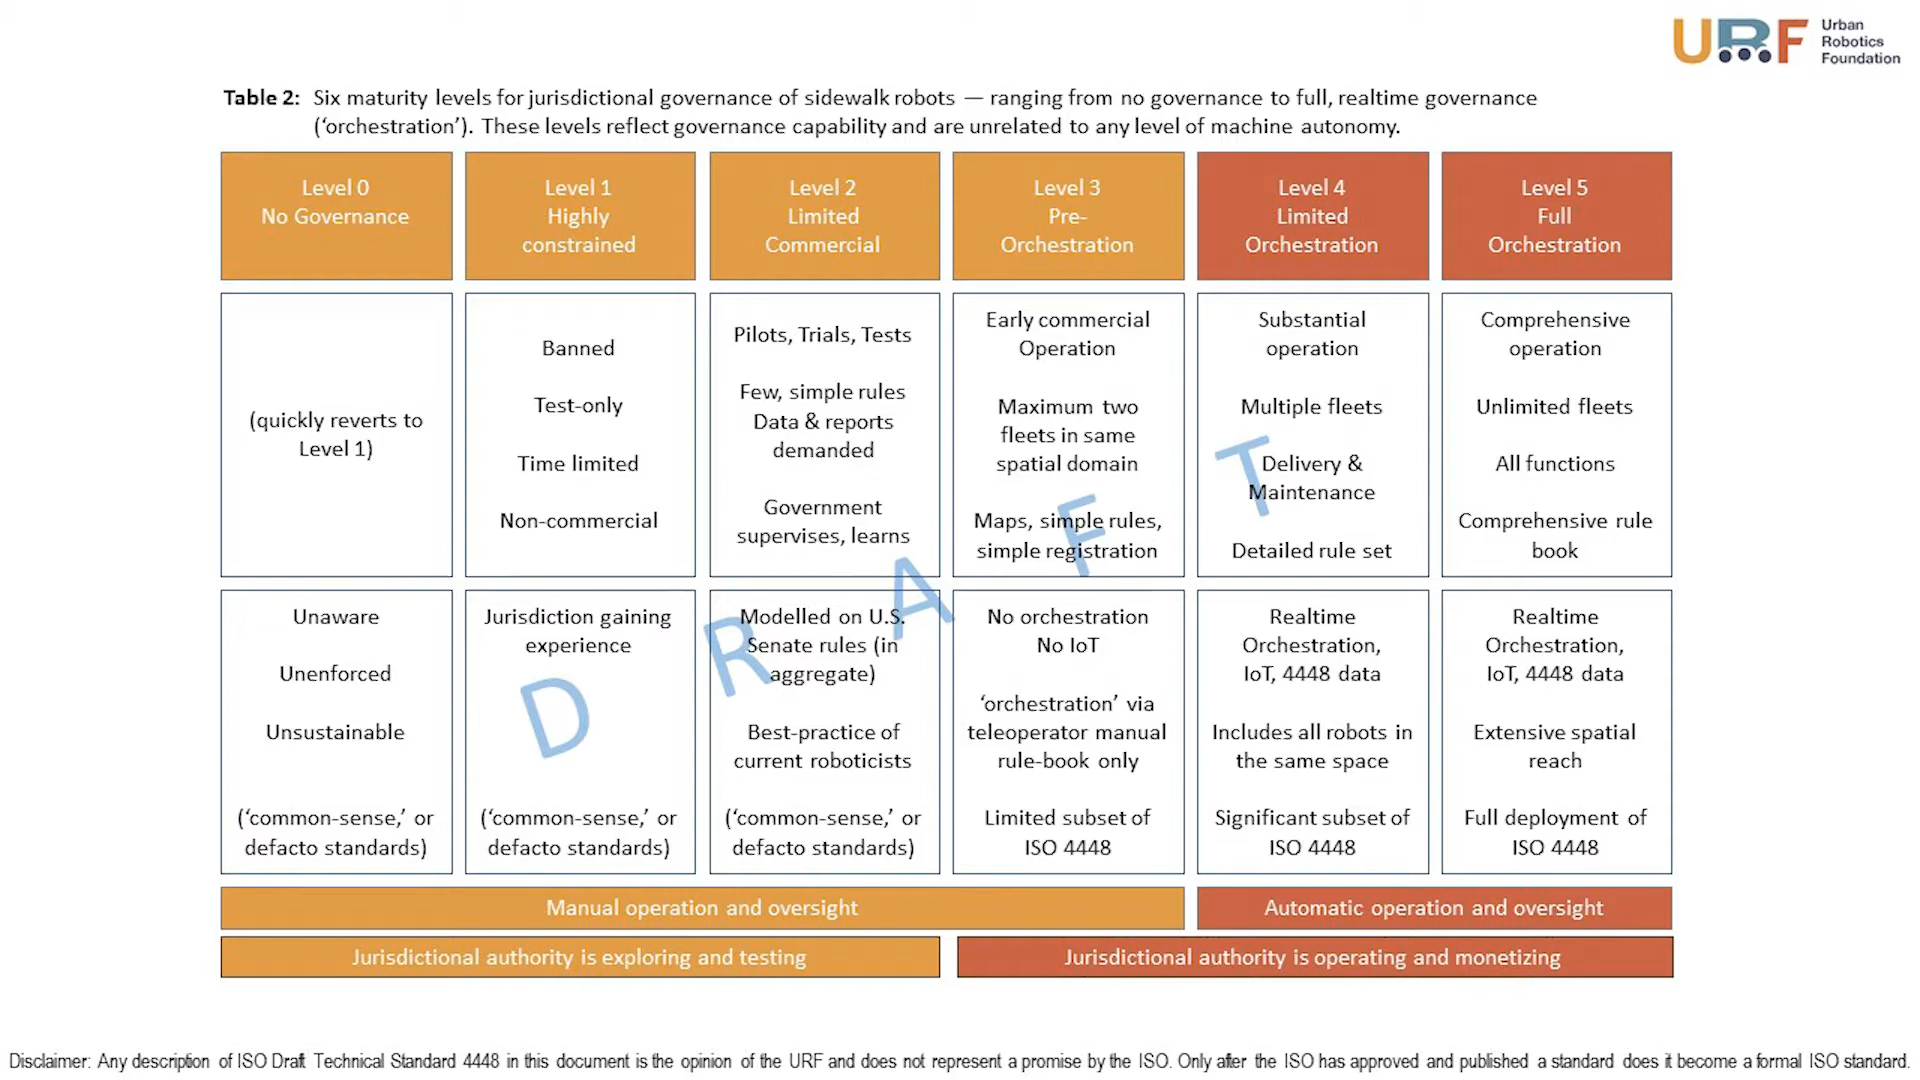 URF
Urban
Robotics
Foundation
Table 2: Six maturity levels for jurisdictional governance of sidewalk robots — ranging from no governance to full, realtime governance
(‘orchestration’). These levels reflect governance capability and are unrelated to any level of machine autonomy.
Level 0
No Governance
Level 1
Highly
constrained
Level 2
Limited
Commercial
Level 3
Pre-
Orchestration
Level 4
Limited
Orchestration
Level 5
Full
Orchestration
(quickly reverts to
Level 1)
Banned
Test-only
Time limited
Non-commercial
Pilots, Trials, Tests
Few, simple rules
Data & reports
demanded
Government
supervises, learns
Early commercial
Operation
Maximum two
fleets in same
spatial domain
Maps, simple rules,
simple registration
Substantial
operation
Multiple fleets
Delivery &
Maintenance
Detailed rule set
Comprehensive
operation
Unlimited fleets
All functions
Comprehensive rule
book
Unaware
Unenforced
Unsustainable
(‘common-sense,’ or
defacto standards)
Jurisdiction gaining
experience
(‘common-sense,’ or
defacto standards)
Modelled on U.S.
Senate rules (in
aggregate)
Best-practice of
current roboticists
(‘common-sense,’ or
defacto standards)
No orchestration
No IoT
‘orchestration’ via
teleoperator manual
rule-book only
Limited subset of
ISO 4448
Realtime
Orchestration,
IoT, 4448 data
Includes all robots in
the same space
Significant subset of
ISO 4448
Realtime
Orchestration,
IoT, 4448 data
Extensive spatial
reach
Full deployment of
ISO 4448
DRAFT
Manual operation and oversight
Automatic operation and oversight
Jurisdictional authority is exploring and testing
Jurisdictional authority is operating and monetizing
Disclaimer: Any description of ISO Draft Technical Standard 4448 in this document is the opinion of the URF and does not represent a promise by the ISO. Only after the ISO has approved and published a standard does it become a formal ISO standard.